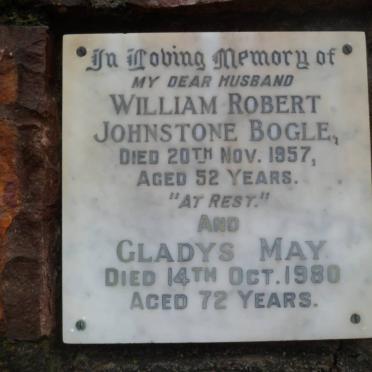 In Loving Memory of
MY DEAR HUSBAND
WILLIAM ROBERT
JOHNSTONE BOGLE,
DIED 20TH NOV. 1957,
AGED 52 YEARS.
"AT REST."
AND
GLADYS MAY
DIED 14TH OCT. 1980
AGED 72 YEARS.